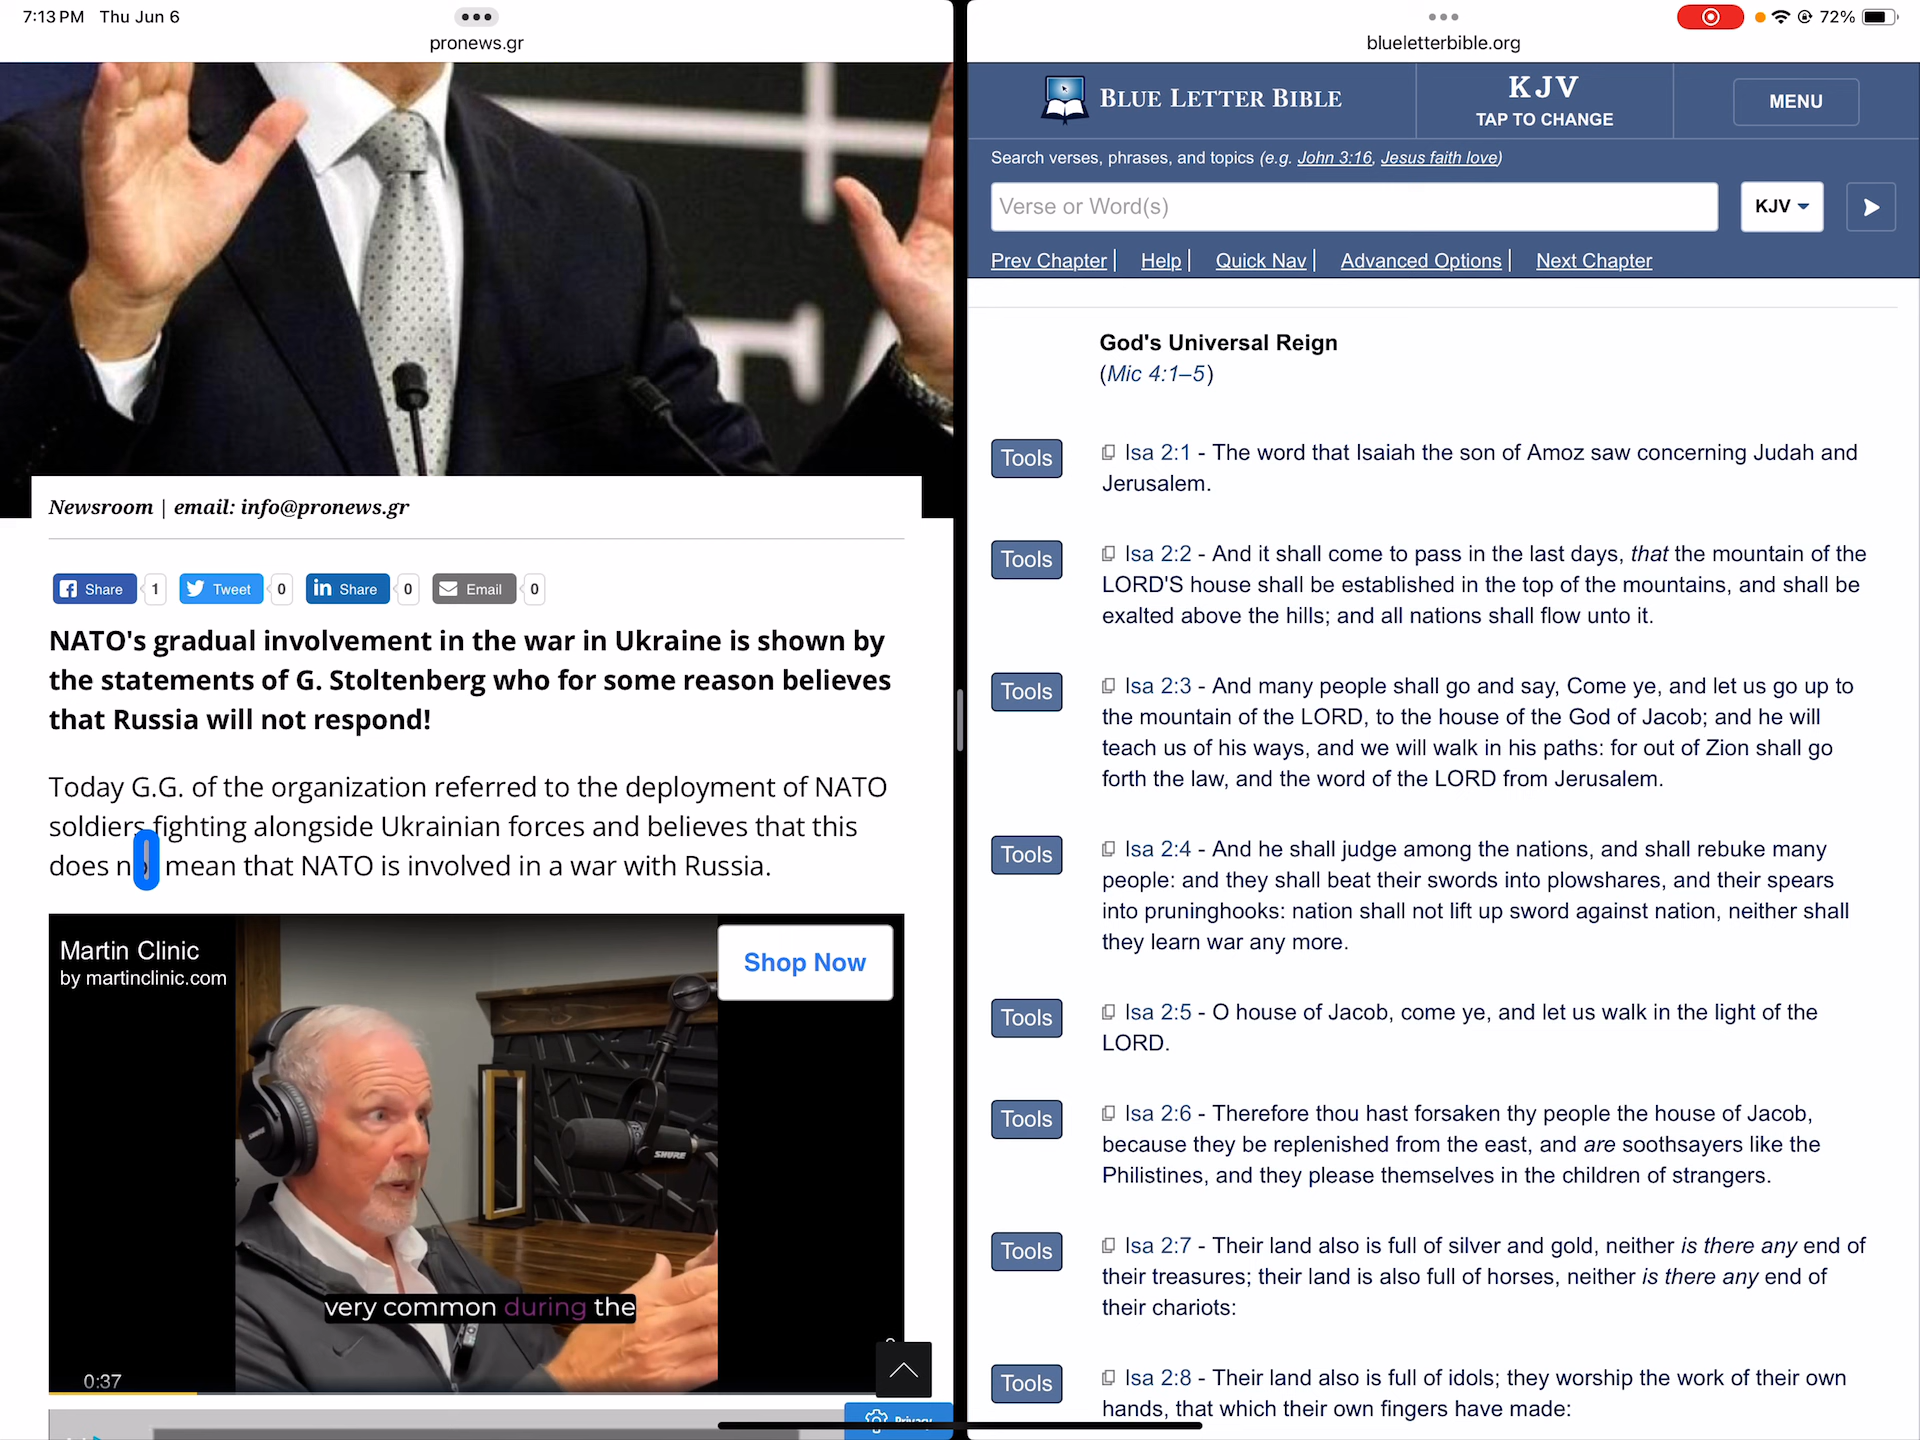 7:13 PM Thu Jun 6
pronews.gr
Newsroom | email: info@pronews.gr
Share 1 Tweet 0 Share 0 Email 0
NATO's gradual involvement in the war in Ukraine is shown by
the statements of G. Stoltenberg who for some reason believes
that Russia will not respond!
Today G.G. of the organization referred to the deployment of NATO
soldiers fighting alongside Ukrainian forces and believes that this
does mean that NATO is involved in a war with Russia.
Martin Clinic
by martinclinic.com
Shop Now
SHURE
very common during the
0:37
Privacy
72%
blueletterbible.org
BLUE LETTER BIBLE
KJV
TAP TO CHANGE
MENU
Search verses, phrases, and topics (e.g. John 3:16, Jesus faith love)
Verse or Word(s)
KJV
Prev Chapter | Help | Quick Nav | Advanced Options | Next Chapter
God's Universal Reign
(Mic 4:1–5)
Tools Isa 2:1 - The word that Isaiah the son of Amoz saw concerning Judah and
Jerusalem.
Tools Isa 2:2 - And it shall come to pass in the last days, that the mountain of the
LORD'S house shall be established in the top of the mountains, and shall be
exalted above the hills; and all nations shall flow unto it.
Tools Isa 2:3 - And many people shall go and say, Come ye, and let us go up to
the mountain of the LORD, to the house of the God of Jacob; and he will
teach us of his ways, and we will walk in his paths: for out of Zion shall go
forth the law, and the word of the LORD from Jerusalem.
Tools Isa 2:4 - And he shall judge among the nations, and shall rebuke many
people: and they shall beat their swords into plowshares, and their spears
into pruninghooks: nation shall not lift up sword against nation, neither shall
they learn war any more.
Tools Isa 2:5 - O house of Jacob, come ye, and let us walk in the light of the
LORD.
Tools Isa 2:6 - Therefore thou hast forsaken thy people the house of Jacob,
because they be replenished from the east, and are soothsayers like the
Philistines, and they please themselves in the children of strangers.
Tools Isa 2:7 - Their land also is full of silver and gold, neither is there any end of
their treasures; their land is also full of horses, neither is there any end of
their chariots:
Tools Isa 2:8 - Their land also is full of idols; they worship the work of their own
hands, that which their own fingers have made: